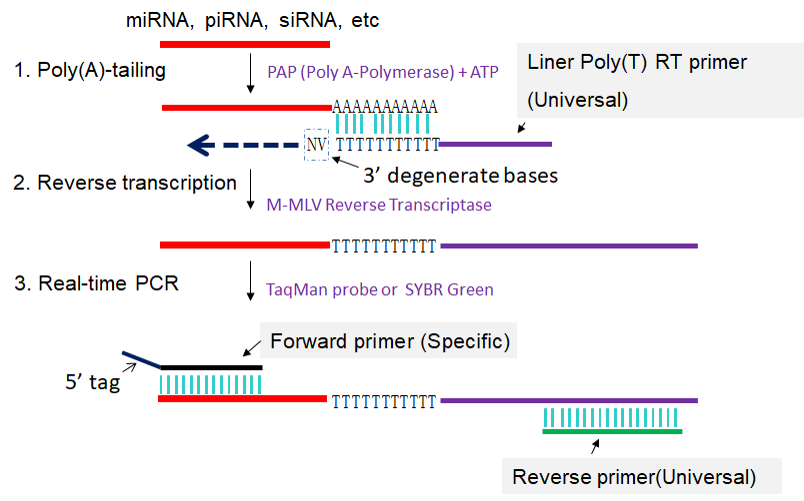 miRNA, piRNA, siRNA, etc
1. Poly(A)-tailing
PAP (Poly A-Polymerase) + ATP
Liner Poly(T) RT primer
(Universal)
AAAAAAAAAAA
NV TTTTTTTTTTT
3’ degenerate bases
2. Reverse transcription
M-MLV Reverse Transcriptase
TTTTTTTTTTT
3. Real-time PCR
TaqMan probe or SYBR Green
Forward primer (Specific)
5’ tag
TTTTTTTTTTT
Reverse primer(Universal)